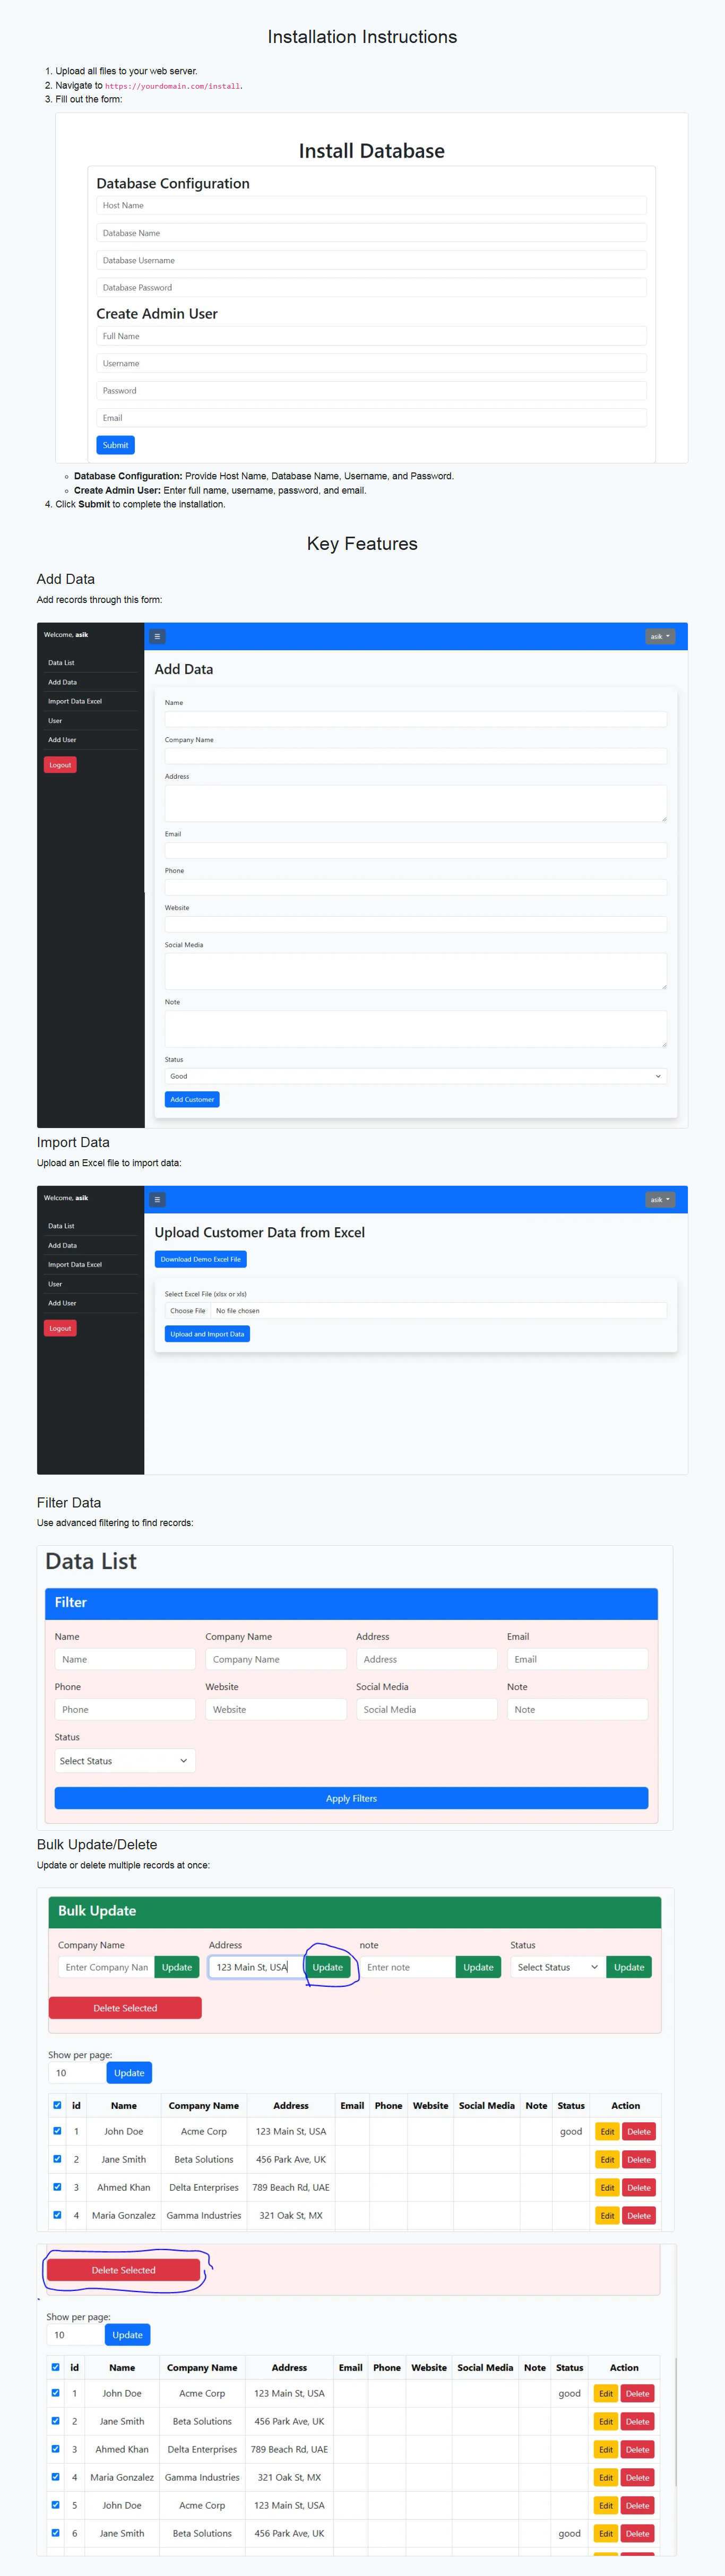 Installation Instructions
1. Upload all files to your web server.
2. Navigate to https://yourdomain.com/install.
3. Fill out the form:
Install Database
Database Configuration
Host Name
Database Name
Database Username
Database Password
Create Admin User
Full Name
Username
Password
Email
Submit
Database Configuration: Provide Host Name, Database Name, Username, and Password.
Create Admin User: Enter full name, username, password, and email.
4. Click Submit to complete the installation.
Key Features
Add Data
Add records through this form:
Welcome, asik
asik
Data List
Add Data
Import Data Excel
User
Add User
Logout
Add Data
Name
Company Name
Address
Email
Phone
Website
Social Media
Note
Status
Good
Add Customer
Import Data
Upload an Excel file to import data:
Welcome, asik
asik
Data List
Add Data
Import Data Excel
User
Add User
Logout
Upload Customer Data from Excel
Download Demo Excel File
Select Excel File (xlsx or xls)
Choose File No file chosen
Upload and Import Data
Filter Data
Use advanced filtering to find records:
Data List
Filter
Name Company Name Address Email
Name Company Name Address Email
Phone Website Social Media Note
Phone Website Social Media Note
Status
Select Status
Apply Filters
Bulk Update/Delete
Update or delete multiple records at once:
Bulk Update
Company Name Address note Status
Enter Company Nan Update 123 Main St, USA Update Enter note Update Select Status Update
Delete Selected
Show per page:
10 Update
id Name Company Name Address Email Phone Website Social Media Note Status Action
1 John Doe Acme Corp 123 Main St, USA good Edit Delete
2 Jane Smith Beta Solutions 456 Park Ave, UK Edit Delete
3 Ahmed Khan Delta Enterprises 789 Beach Rd, UAE Edit Delete
4 Maria Gonzalez Gamma Industries 321 Oak St, MX Edit Delete
Delete Selected
Show per page:
10 Update
id Name Company Name Address Email Phone Website Social Media Note Status Action
1 John Doe Acme Corp 123 Main St, USA good Edit Delete
2 Jane Smith Beta Solutions 456 Park Ave, UK Edit Delete
3 Ahmed Khan Delta Enterprises 789 Beach Rd, UAE Edit Delete
4 Maria Gonzalez Gamma Industries 321 Oak St, MX Edit Delete
5 John Doe Acme Corp 123 Main St, USA Edit Delete
6 Jane Smith Beta Solutions 456 Park Ave, UK good Edit Delete